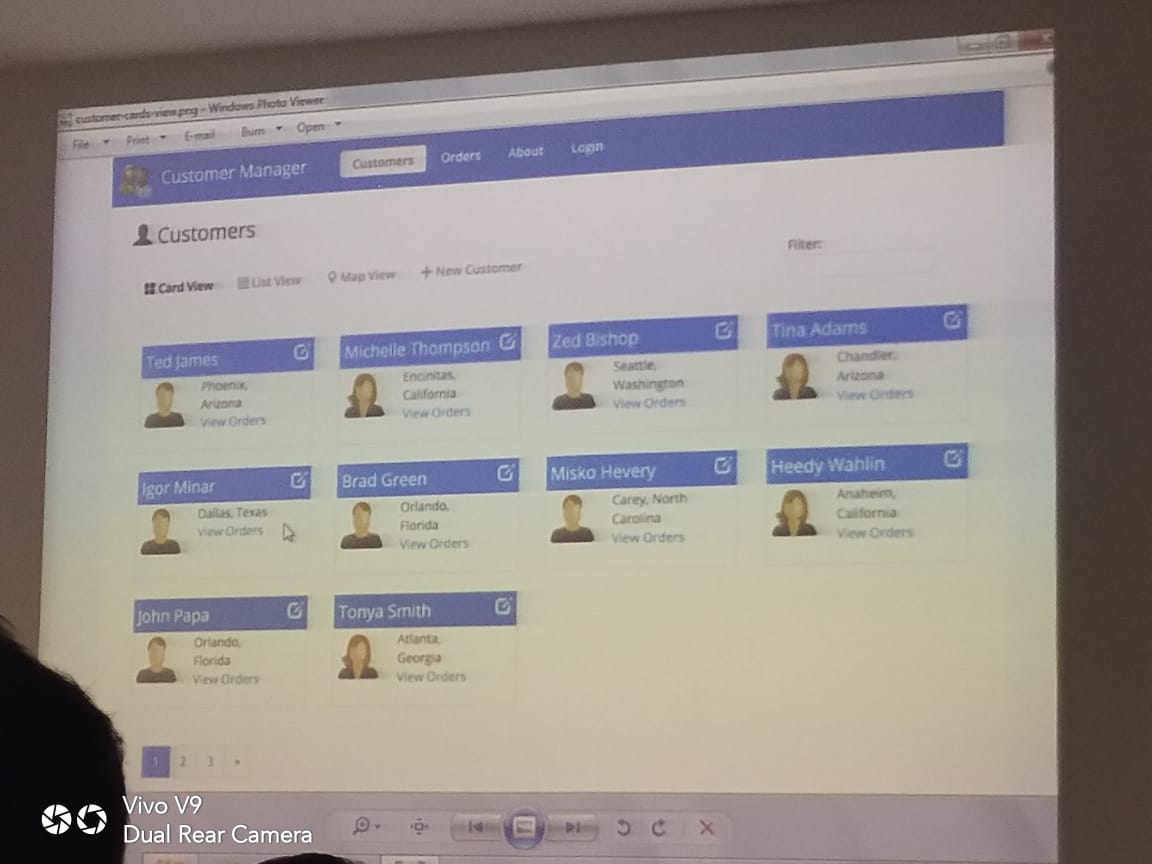 customer-cards-view.png - Windows Photo Viewer
File Print E-mail Burn Open
Customer Manager Customers Orders About Login
Customers
Filter:
Card View List View Map View + New Customer
Ted James
Phoenix,
Arizona
View Orders
Michelle Thompson
Encinitas,
California
View Orders
Zed Bishop
Seattle,
Washington
View Orders
Tina Adams
Chandler,
Arizona
View Orders
Igor Minar
Dallas, Texas
View Orders
Brad Green
Orlando,
Florida
View Orders
Misko Hevery
Carey, North
Carolina
View Orders
Heedy Wahlin
Anaheim,
California
View Orders
John Papa
Orlando,
Florida
View Orders
Tonya Smith
Atlanta,
Georgia
View Orders
1 2 3 »
Vivo V9
Dual Rear Camera